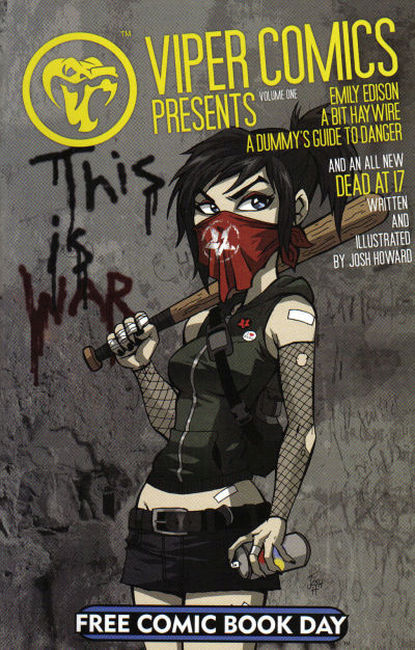 VIPER COMICS
TM
PRESENTS
VOLUME ONE
EMILY EDISON
A BIT HAYWIRE
A DUMMY'S GUIDE TO DANGER
AND AN ALL NEW
DEAD AT 17
WRITTEN
AND
ILLUSTRATED
BY JOSH HOWARD
This
is
WAR
JOSH
FREE COMIC BOOK DAY